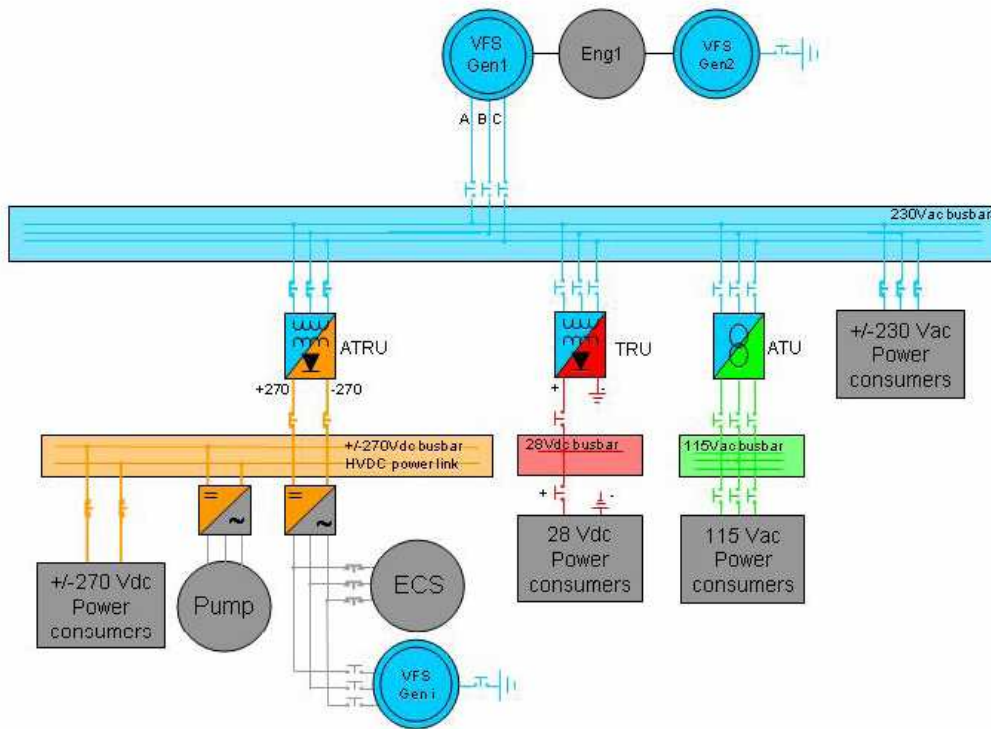 VFS
Gen1
Eng1
VFS
Gen2
A B C
230Vac busbar
ATRU
TRU
ATU
+/-230 Vac
Power
consumers
+270
-270
+
-
+/-270Vdc busbar
HVDC power link
28Vdc busbar
115Vac busbar
=
~
=
~
+
-
+/-270 Vdc
Power
consumers
Pump
ECS
28 Vdc
Power
consumers
115 Vac
Power
consumers
VFS
Gen i